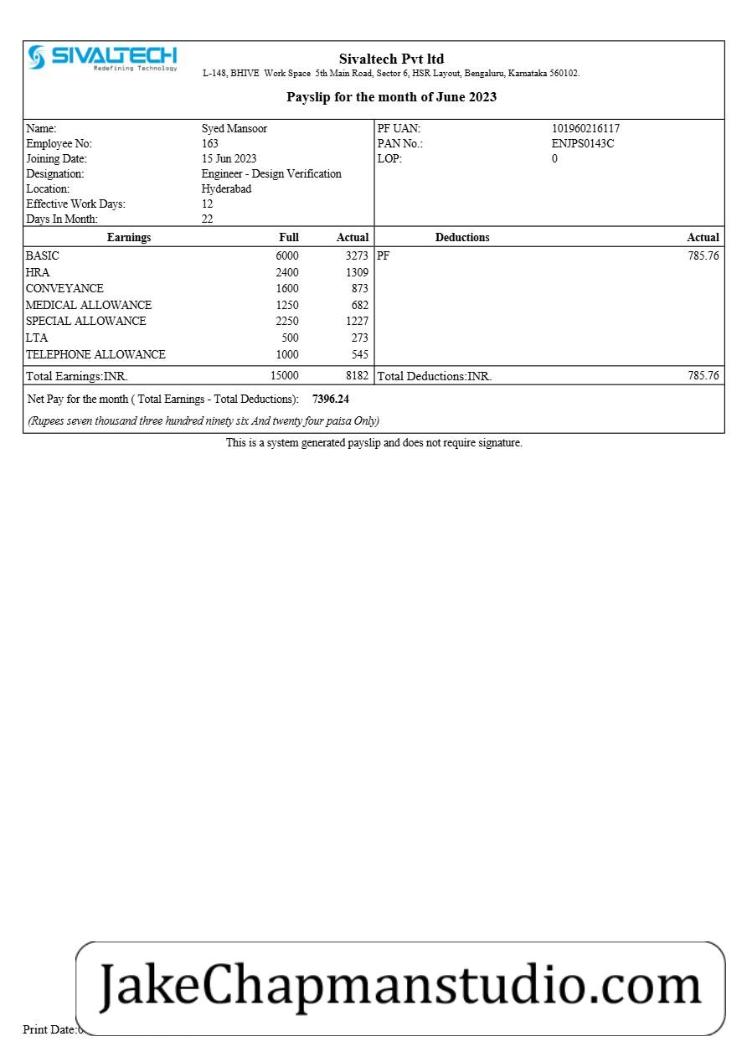 SIVALTECH
Redefining Technology
Sivaltech Pvt ltd
L-148, BHIVE Work Space 5th Main Road, Sector 6, HSR Layout, Bengaluru, Karnataka 560102.
Payslip for the month of June 2023
Name: Syed Mansoor PF UAN: 101960216117
Employee No: 163 PAN No.: ENJPS0143C
Joining Date: 15 Jun 2023 LOP: 0
Designation: Engineer - Design Verification
Location: Hyderabad
Effective Work Days: 12
Days In Month: 22
Earnings Full Actual Deductions Actual
BASIC 6000 3273 PF 785.76
HRA 2400 1309
CONVEYANCE 1600 873
MEDICAL ALLOWANCE 1250 682
SPECIAL ALLOWANCE 2250 1227
LTA 500 273
TELEPHONE ALLOWANCE 1000 545
Total Earnings:INR. 15000 8182 Total Deductions:INR. 785.76
Net Pay for the month ( Total Earnings - Total Deductions): 7396.24
(Rupees seven thousand three hundred ninety six And twenty four paisa Only)
This is a system generated payslip and does not require signature.
JakeChapmanstudio.com
Print Date: